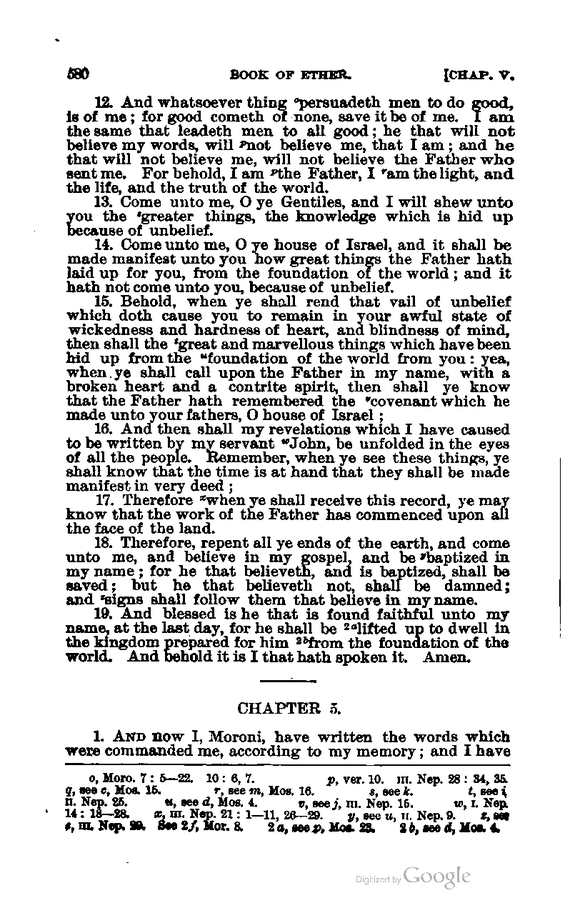 580 BOOK OF ETHER. [CHAP. V.
12. And whatsoever thing ᵒpersuadeth men to do good,
is of me; for good cometh of none, save it be of me. I am
the same that leadeth men to all good; he that will not
believe my words, will ᵖnot believe me, that I am; and he
that will not believe me, will not believe the Father who
sent me. For behold, I am ᑫthe Father, I ʳam the light, and
the life, and the truth of the world.
13. Come unto me, O ye Gentiles, and I will shew unto
you the ˢgreater things, the knowledge which is hid up
because of unbelief.
14. Come unto me, O ye house of Israel, and it shall be
made manifest unto you how great things the Father hath
laid up for you, from the foundation of the world; and it
hath not come unto you, because of unbelief.
15. Behold, when ye shall rend that vail of unbelief
which doth cause you to remain in your awful state of
wickedness and hardness of heart, and blindness of mind,
then shall the ᵗgreat and marvellous things which have been
hid up from the ᵘfoundation of the world from you: yea,
when ye shall call upon the Father in my name, with a
broken heart and a contrite spirit, then shall ye know
that the Father hath remembered the ᵛcovenant which he
made unto your fathers, O house of Israel;
16. And then shall my revelations which I have caused
to be written by my servant ʷJohn, be unfolded in the eyes
of all the people. Remember, when ye see these things, ye
shall know that the time is at hand that they shall be made
manifest in very deed;
17. Therefore ˣwhen ye shall receive this record, ye may
know that the work of the Father has commenced upon all
the face of the land.
18. Therefore, repent all ye ends of the earth, and come
unto me, and believe in my gospel, and be ʸbaptized in
my name; for he that believeth, and is baptized, shall be
saved; but he that believeth not, shall be damned;
and ᶻsigns shall follow them that believe in my name.
19. And blessed is he that is found faithful unto my
name, at the last day, for he shall be ²ᵃlifted up to dwell in
the kingdom prepared for him ²ᵇfrom the foundation of the
world. And behold it is I that hath spoken it. Amen.
CHAPTER 5.
1. AND now I, Moroni, have written the words which
were commanded me, according to my memory; and I have
o, Moro. 7: 5—22. 10: 6, 7. p, ver. 10. III. Nep. 28: 34, 35.
q, see c, Mos. 15. r, see m, Mos. 16. s, see k. t, see i,
II. Nep. 25. u, see d, Mos. 4. v, see j, III. Nep. 15. w, I. Nep.
14: 18—28. x, III. Nep. 21: 1—11, 26—29. y, see u, II. Nep. 9. z, see
e, III. Nep. 29. See 2f, Mor. 8. 2a, see p, Mos. 23. 2b, see d, Mos. 4.
Digitized by Google